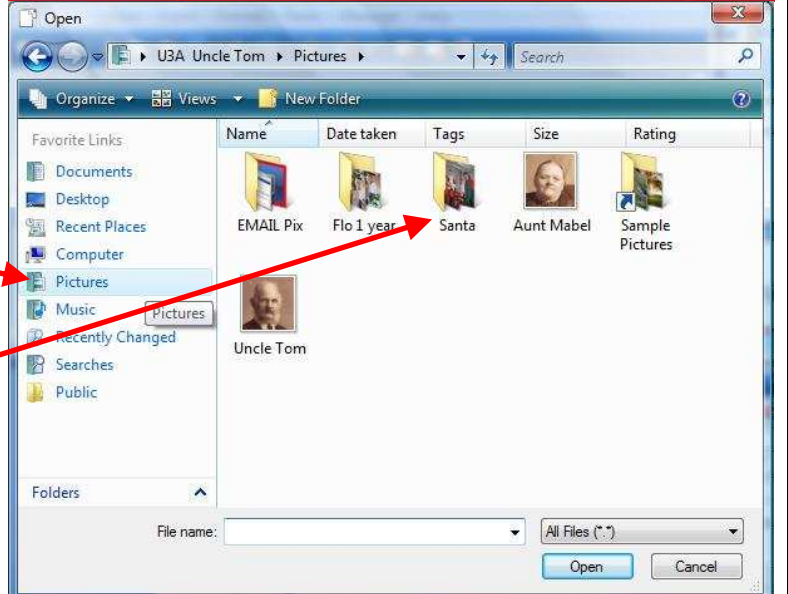 Open
U3A Uncle Tom Pictures Search
Organize Views New Folder
Favorite Links
Documents
Desktop
Recent Places
Computer
Pictures
Music
Recently Changed
Searches
Public
Folders
Pictures
Name Date taken Tags Size Rating
EMAIL Pix Flo 1 year Santa Aunt Mabel Sample
Pictures
Uncle Tom
File name: All Files (*.*)
Open Cancel